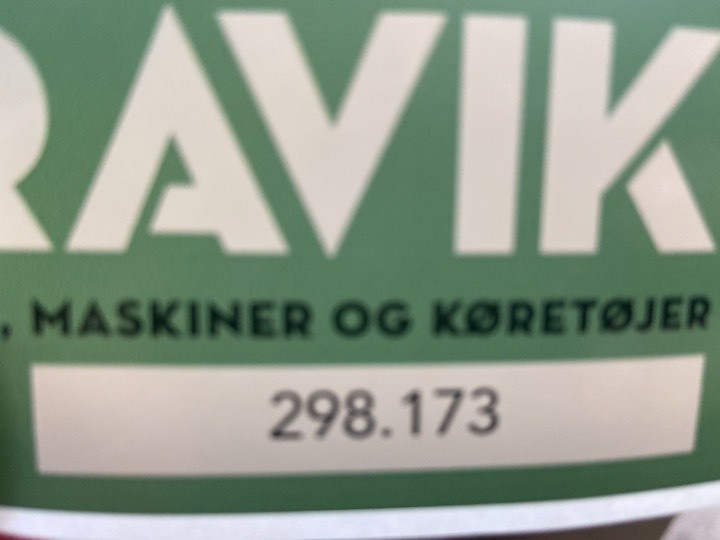 RAVIK
, MASKINER OG KØRETØJER
298.173